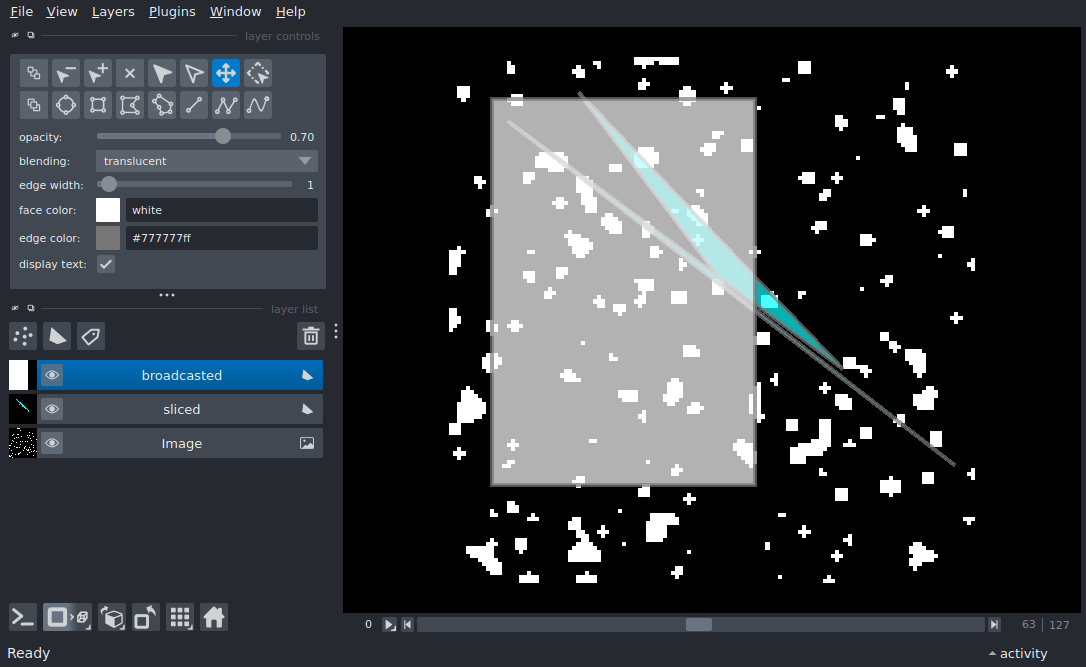 File View Layers Plugins Window Help
layer controls
opacity: 0.70
blending: translucent
edge width: 1
face color: white
edge color: #777777ff
display text:
layer list
broadcasted
sliced
Image
0 63 127
Ready activity